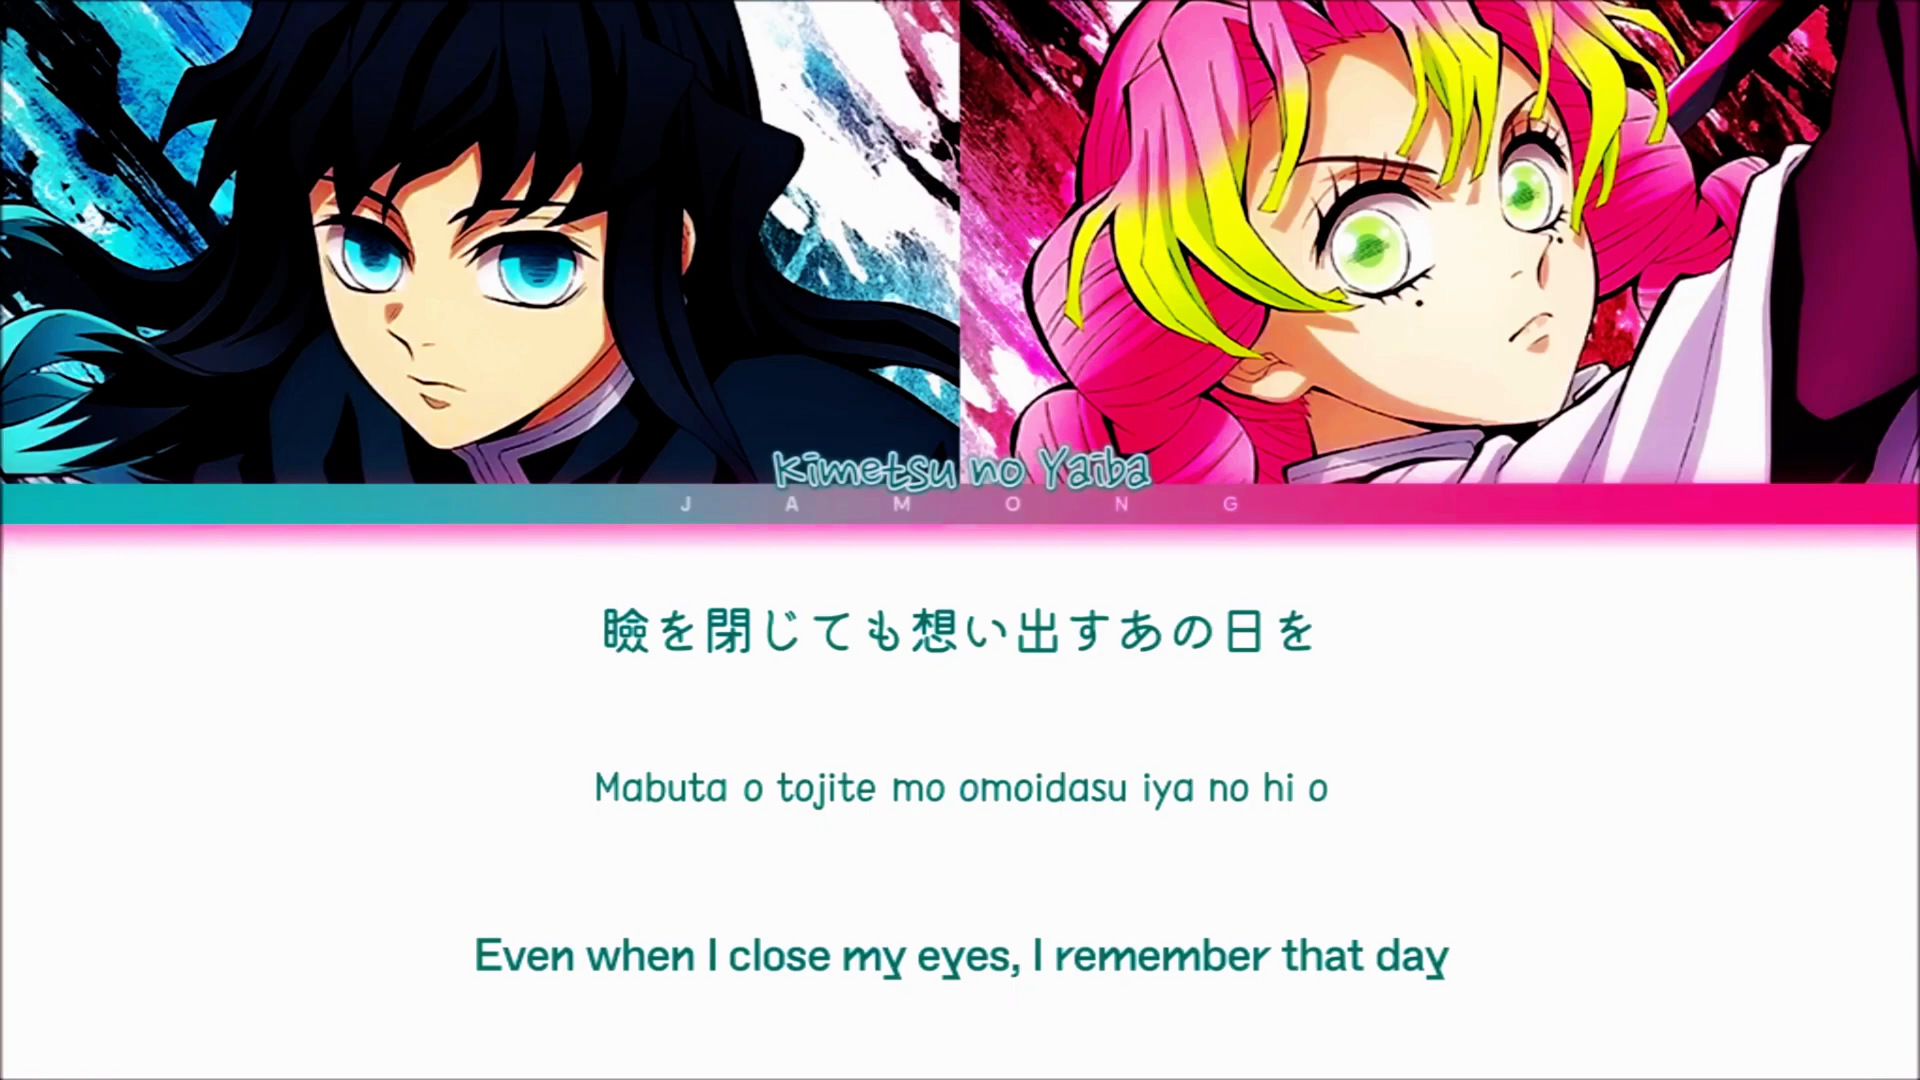 Kimetsu no Yaiba
JAMONG
瞼を閉じても想い出すあの日を
Mabuta o tojite mo omoidasu iya no hi o
Even when I close my eyes, I remember that day